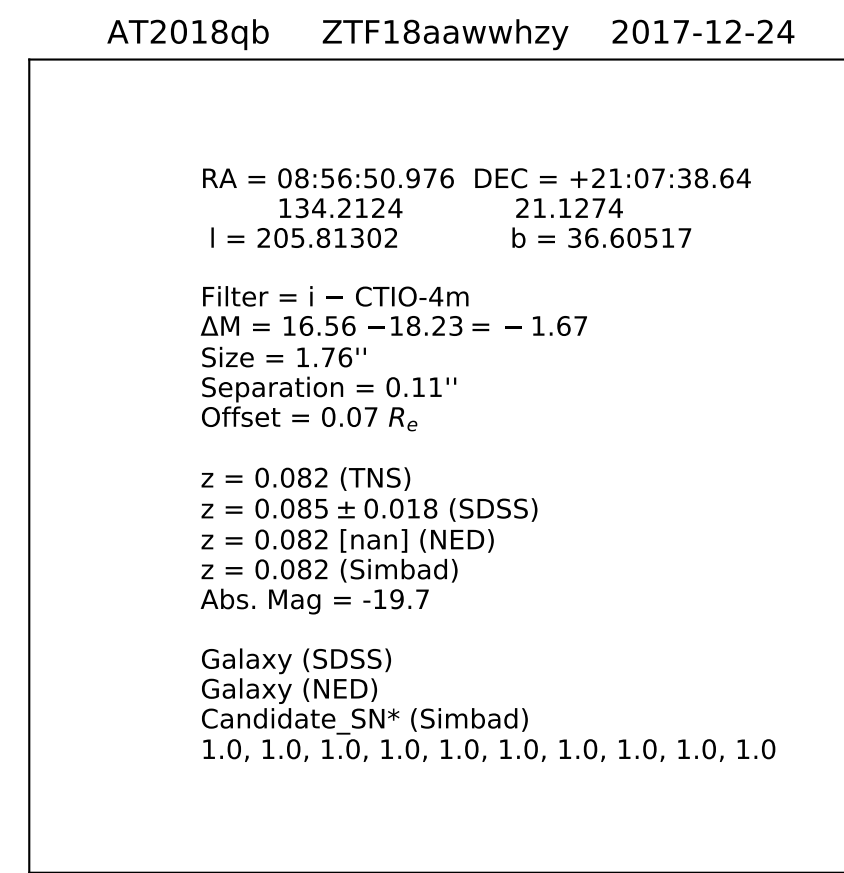 AT2018qb ZTF18aawwhzy 2017-12-24
RA = 08:56:50.976 DEC = +21:07:38.64
134.2124 21.1274
l = 205.81302 b = 36.60517
Filter = i − CTIO-4m
ΔM = 16.56 −18.23 = − 1.67
Size = 1.76''
Separation = 0.11''
Offset = 0.07 Rₑ
z = 0.082 (TNS)
z = 0.085 ± 0.018 (SDSS)
z = 0.082 [nan] (NED)
z = 0.082 (Simbad)
Abs. Mag = -19.7
Galaxy (SDSS)
Galaxy (NED)
Candidate_SN* (Simbad)
1.0, 1.0, 1.0, 1.0, 1.0, 1.0, 1.0, 1.0, 1.0, 1.0